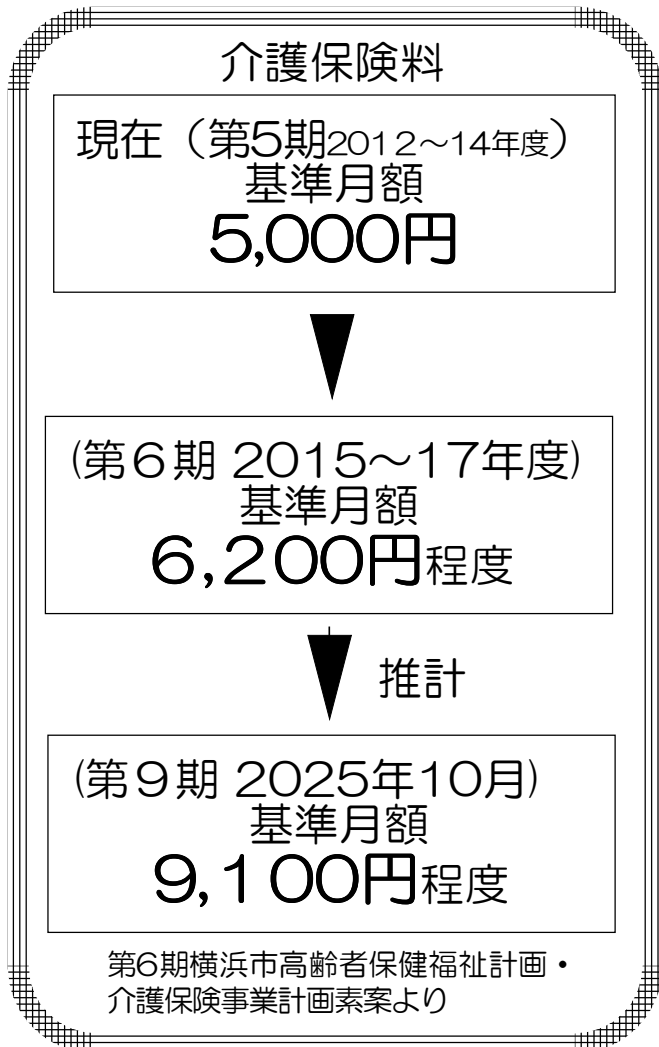 介護保険料
現在（第5期2012～14年度）
基準月額
5,000円
(第６期 2015～17年度)
基準月額
６,２００円程度
推計
(第９期 2025年10月)
基準月額
９,１００円程度
第6期横浜市高齢者保健福祉計画・
介護保険事業計画素案より